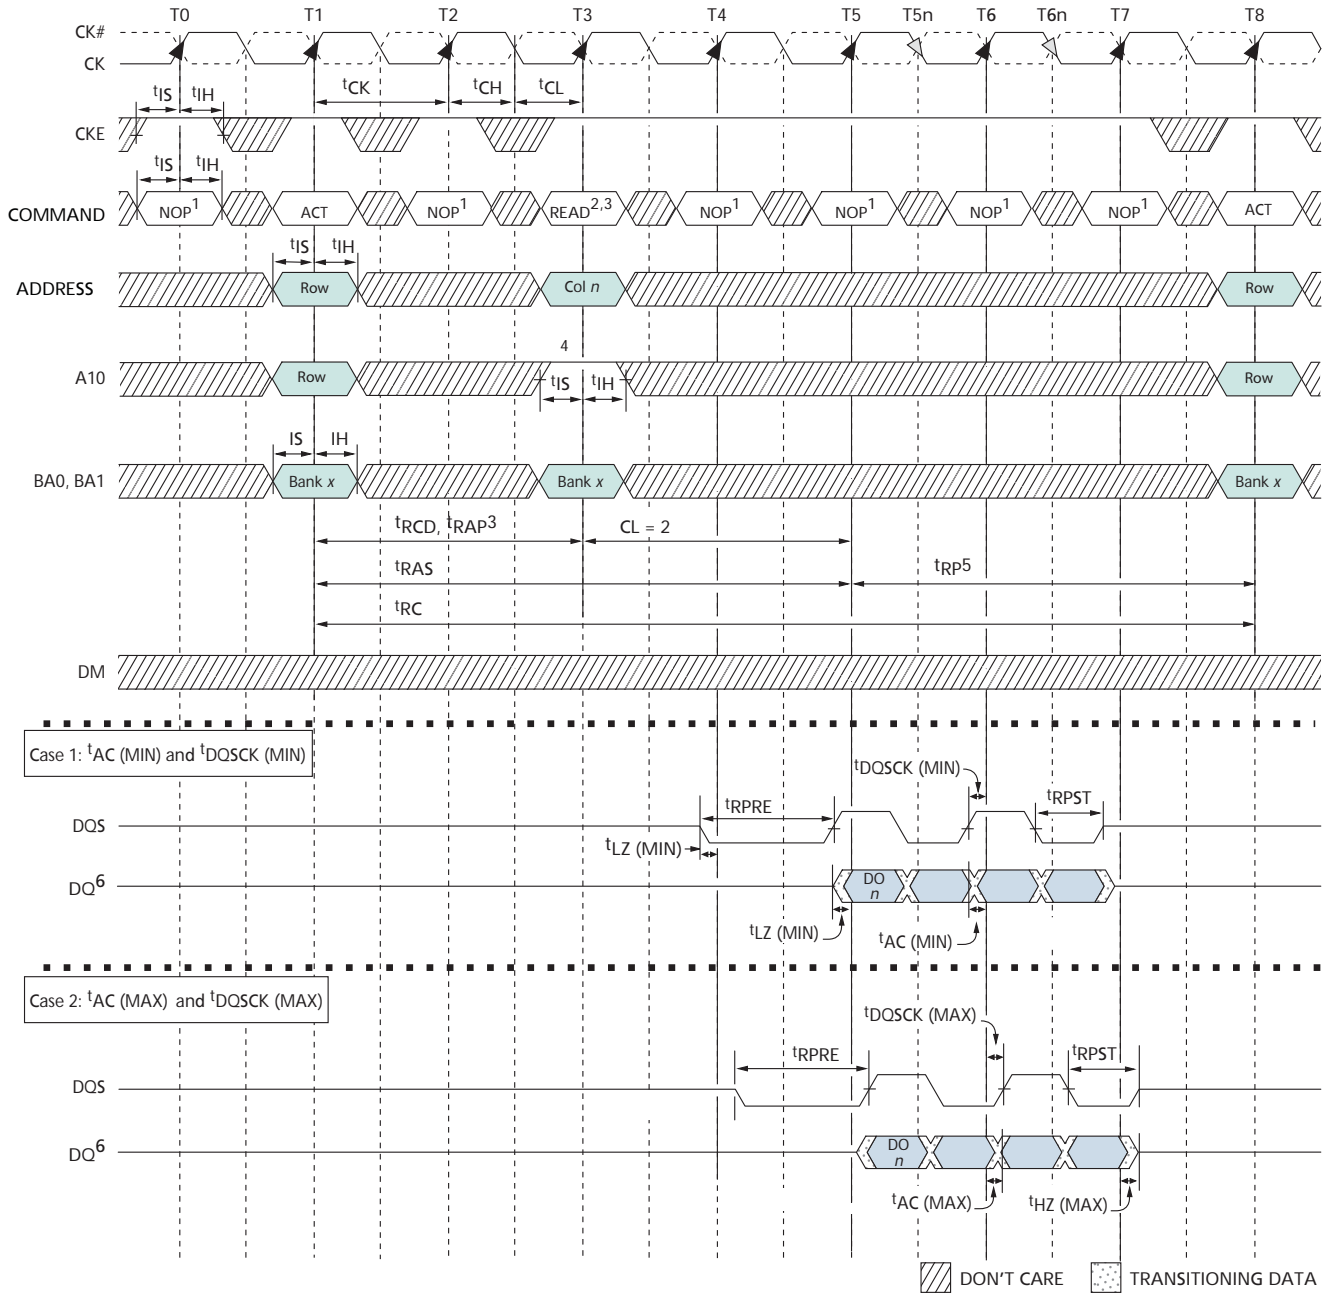 T0 T1 T2 T3 T4 T5 T5n T6 T6n T7 T8
CK#
CK
tCK tCH tCL
tIS tIH
CKE
tIS tIH
COMMAND NOP1 ACT NOP1 READ2,3 NOP1 NOP1 NOP1 NOP1 ACT
tIS tIH
ADDRESS Row Col n Row
4
A10 Row Row
tIS tIH
IS IH
BA0, BA1 Bank x Bank x Bank x
tRCD, tRAP3 CL = 2
tRAS tRP5
tRC
DM
Case 1: tAC (MIN) and tDQSCK (MIN)
tDQSCK (MIN)
tRPRE tRPST
DQS
tLZ (MIN)
DQ6 DO
n
tLZ (MIN) tAC (MIN)
Case 2: tAC (MAX) and tDQSCK (MAX)
tDQSCK (MAX)
tRPRE tRPST
DQS
DQ6 DO
n
tAC (MAX) tHZ (MAX)
DON'T CARE TRANSITIONING DATA